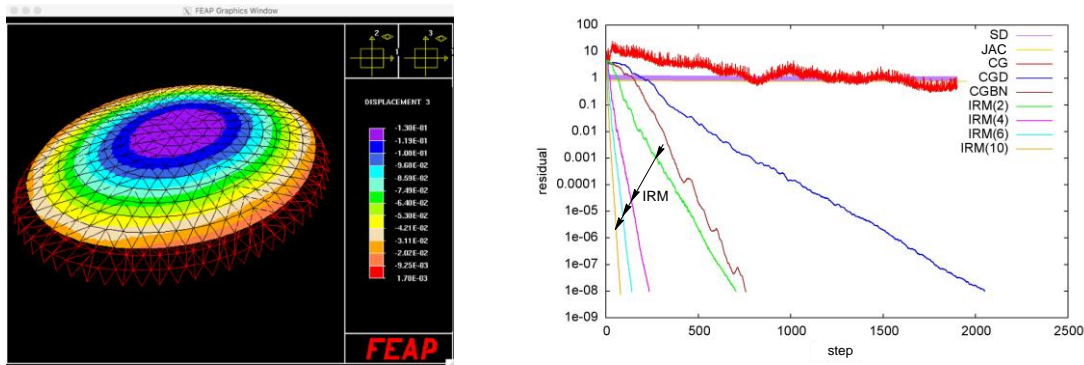 FEAP Graphics Window
2
1
3
1
DISPLACEMENT 3
-1.30E-01
-1.19E-01
-1.08E-01
-9.68E-02
-8.59E-02
-7.49E-02
-6.40E-02
-5.30E-02
-4.21E-02
-3.11E-02
-2.02E-02
-9.25E-03
1.70E-03
FEAP
100
10
1
0.1
0.01
0.001
0.0001
1e-05
1e-06
1e-07
1e-08
1e-09
residual
SD
JAC
CG
CGD
CGBN
IRM(2)
IRM(4)
IRM(6)
IRM(10)
IRM
0 500 1000 1500 2000 2500
step